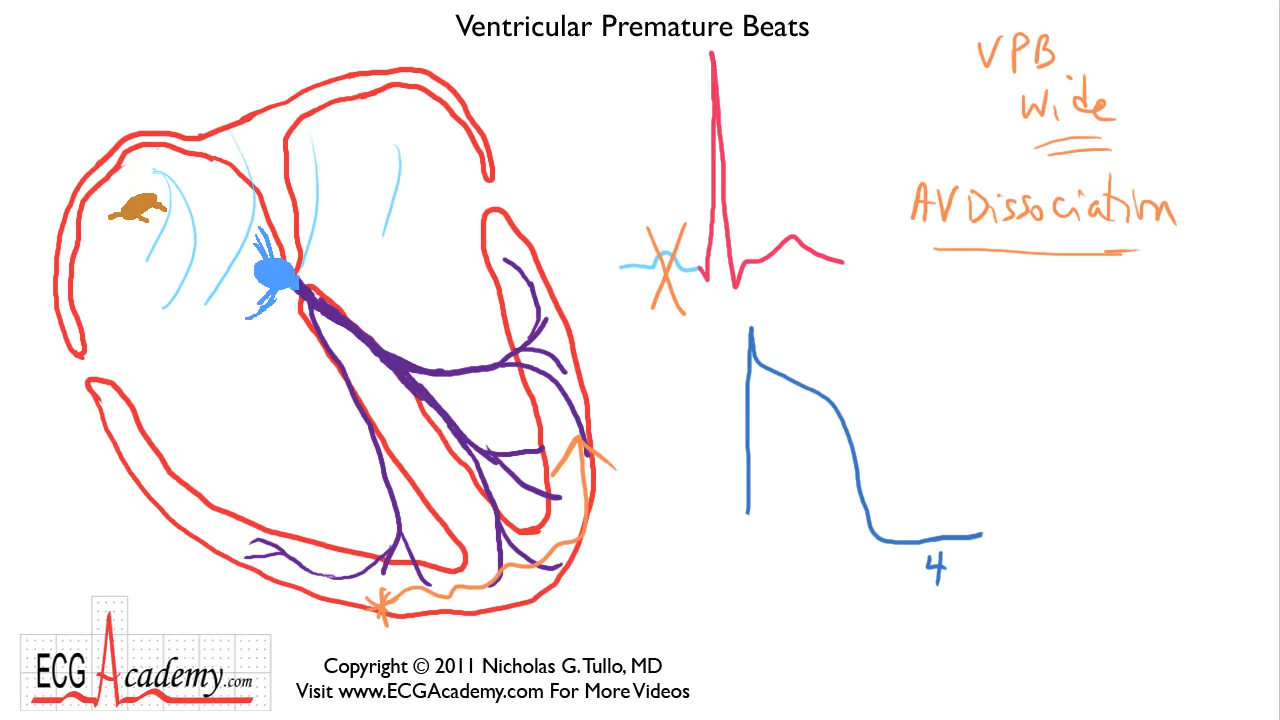 Ventricular Premature Beats
VPB
Wide
AV Dissociation
4
ECG Academy.com
Copyright © 2011 Nicholas G. Tullo, MD
Visit www.ECGAcademy.com For More Videos